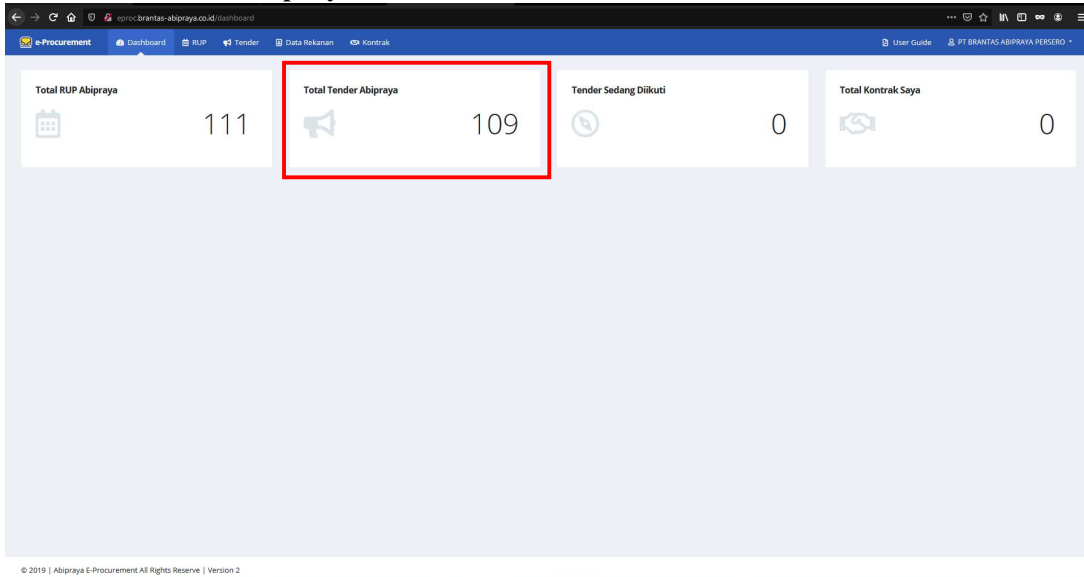 eproc.brantas-abipraya.co.id/dashboard
e-Procurement Dashboard RUP Tender Data Rekanan Kontrak User Guide PT BRANTAS ABIPRAYA PERSERO
Total RUP Abipraya
111
Total Tender Abipraya
109
Tender Sedang Diikuti
0
Total Kontrak Saya
0
© 2019 | Abipraya E-Procurement All Rights Reserve | Version 2